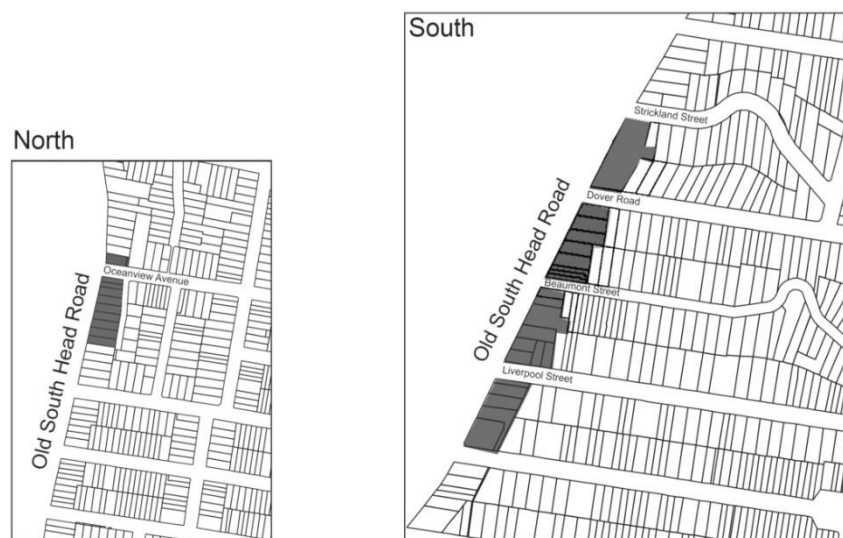 North
Oceanview Avenue
Old South Head Road
South
Strickland Street
Dover Road
Old South Head Road
Beaumont Street
Liverpool Street